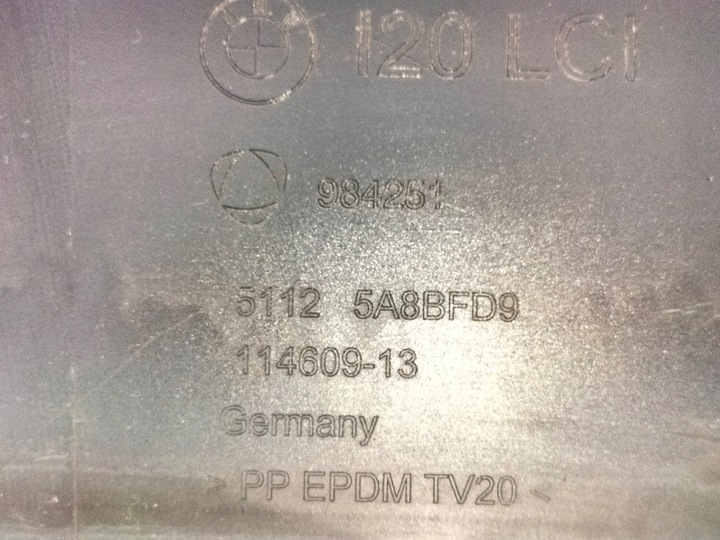 I20 LCI
984251
5112 5A8BFD9
114609-13
Germany
> PP EPDM TV20 <